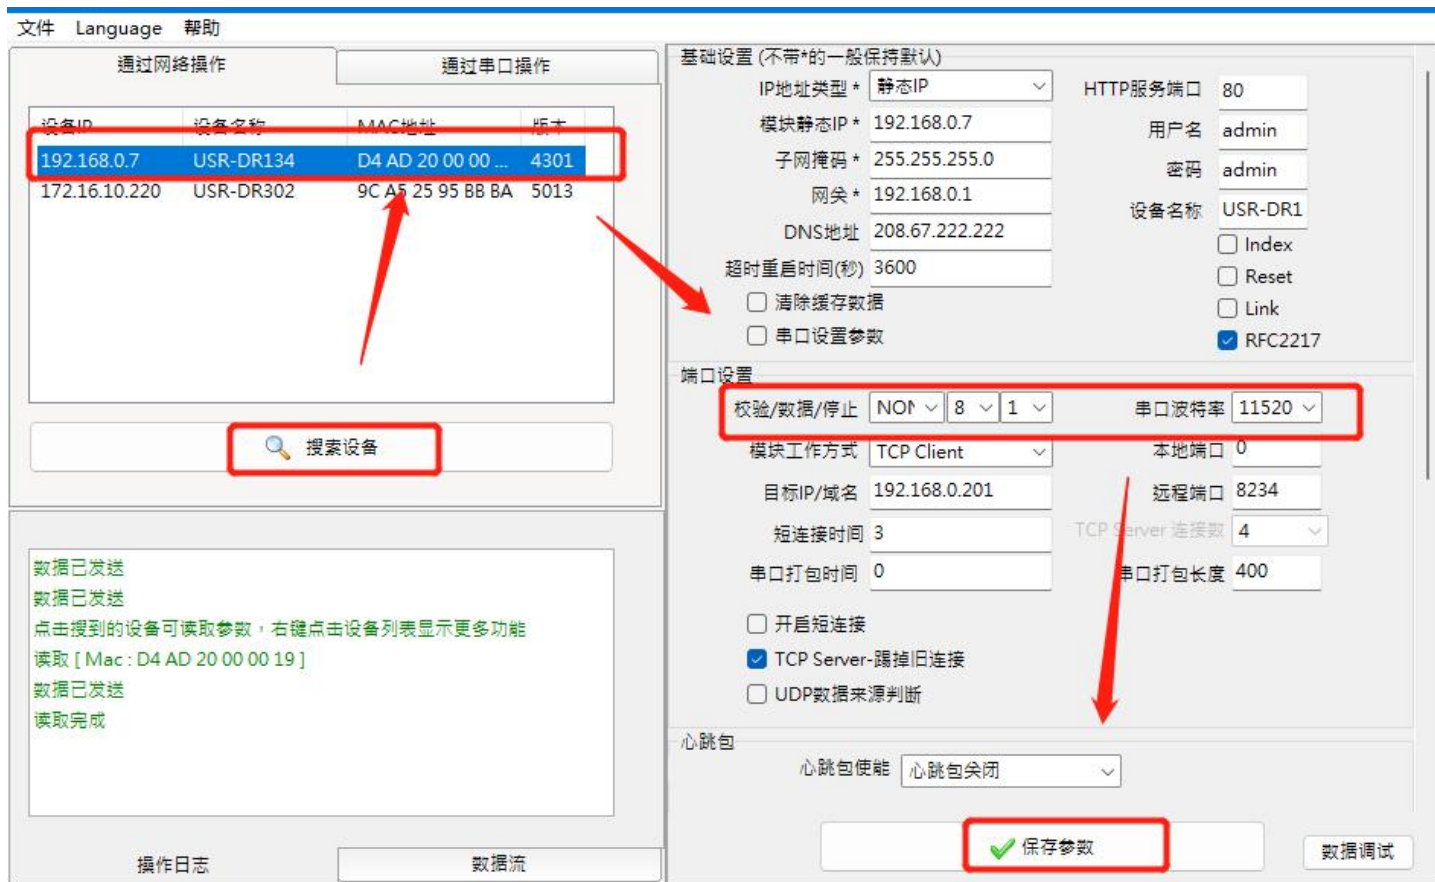 文件 Language 帮助
通过网络操作 通过串口操作
设备IP 设备名称 MAC地址 版本
192.168.0.7 USR-DR134 D4 AD 20 00 00 ... 4301
172.16.10.220 USR-DR302 9C A5 25 95 BB BA 5013
搜索设备
数据已发送
数据已发送
点击搜到的设备可读取参数，右键点击设备列表显示更多功能
读取 [ Mac : D4 AD 20 00 00 19 ]
数据已发送
读取完成
操作日志 数据流
基础设置 (不带*的一般保持默认)
IP地址类型 * 静态IP HTTP服务端口 80
模块静态IP * 192.168.0.7 用户名 admin
子网掩码 * 255.255.255.0 密码 admin
网关 * 192.168.0.1 设备名称 USR-DR1
DNS地址 208.67.222.222 Index
超时重启时间(秒) 3600 Reset
清除缓存数据 Link
串口设置参数 RFC2217
端口设置
校验/数据/停止 NON 8 1 串口波特率 11520
模块工作方式 TCP Client 本地端口 0
目标IP/域名 192.168.0.201 远程端口 8234
短连接时间 3 TCP Server 连接数 4
串口打包时间 0 串口打包长度 400
开启短连接
TCP Server-踢掉旧连接
UDP数据来源判断
心跳包
心跳包使能 心跳包关闭
保存参数 数据调试